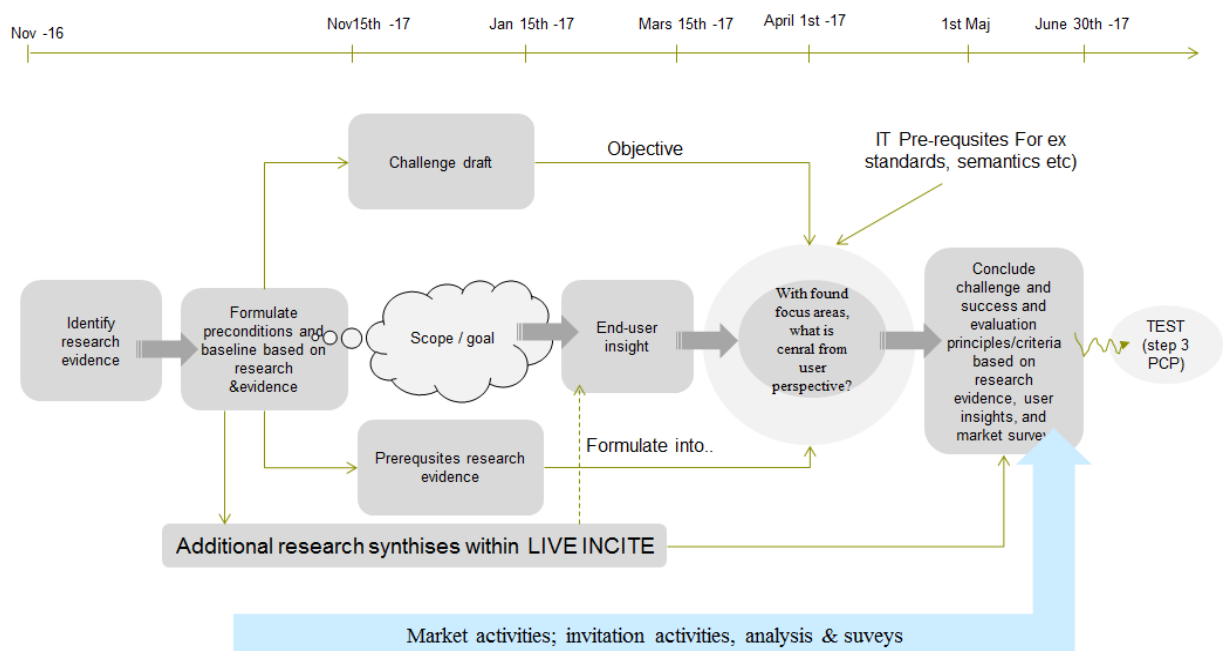 Nov -16
Nov15th -17
Jan 15th -17
Mars 15th -17
April 1st -17
1st Maj
June 30th -17
Challenge draft
Objective
IT Pre-requsites For ex
standards, semantics etc)
Identify
research
evidence
Formulate
preconditions and
baseline based on
research
&evidence
Scope / goal
End-user
insight
With found
focus areas,
what is
cenral from
user
perspective?
Conclude
challenge and
success and
evaluation
principles/criteria
based on
research
evidence, user
insights, and
market survey
TEST
(step 3
PCP)
Prerequsites research
evidence
Formulate into..
Additional research synthises within LIVE INCITE
Market activities; invitation activities, analysis & suveys